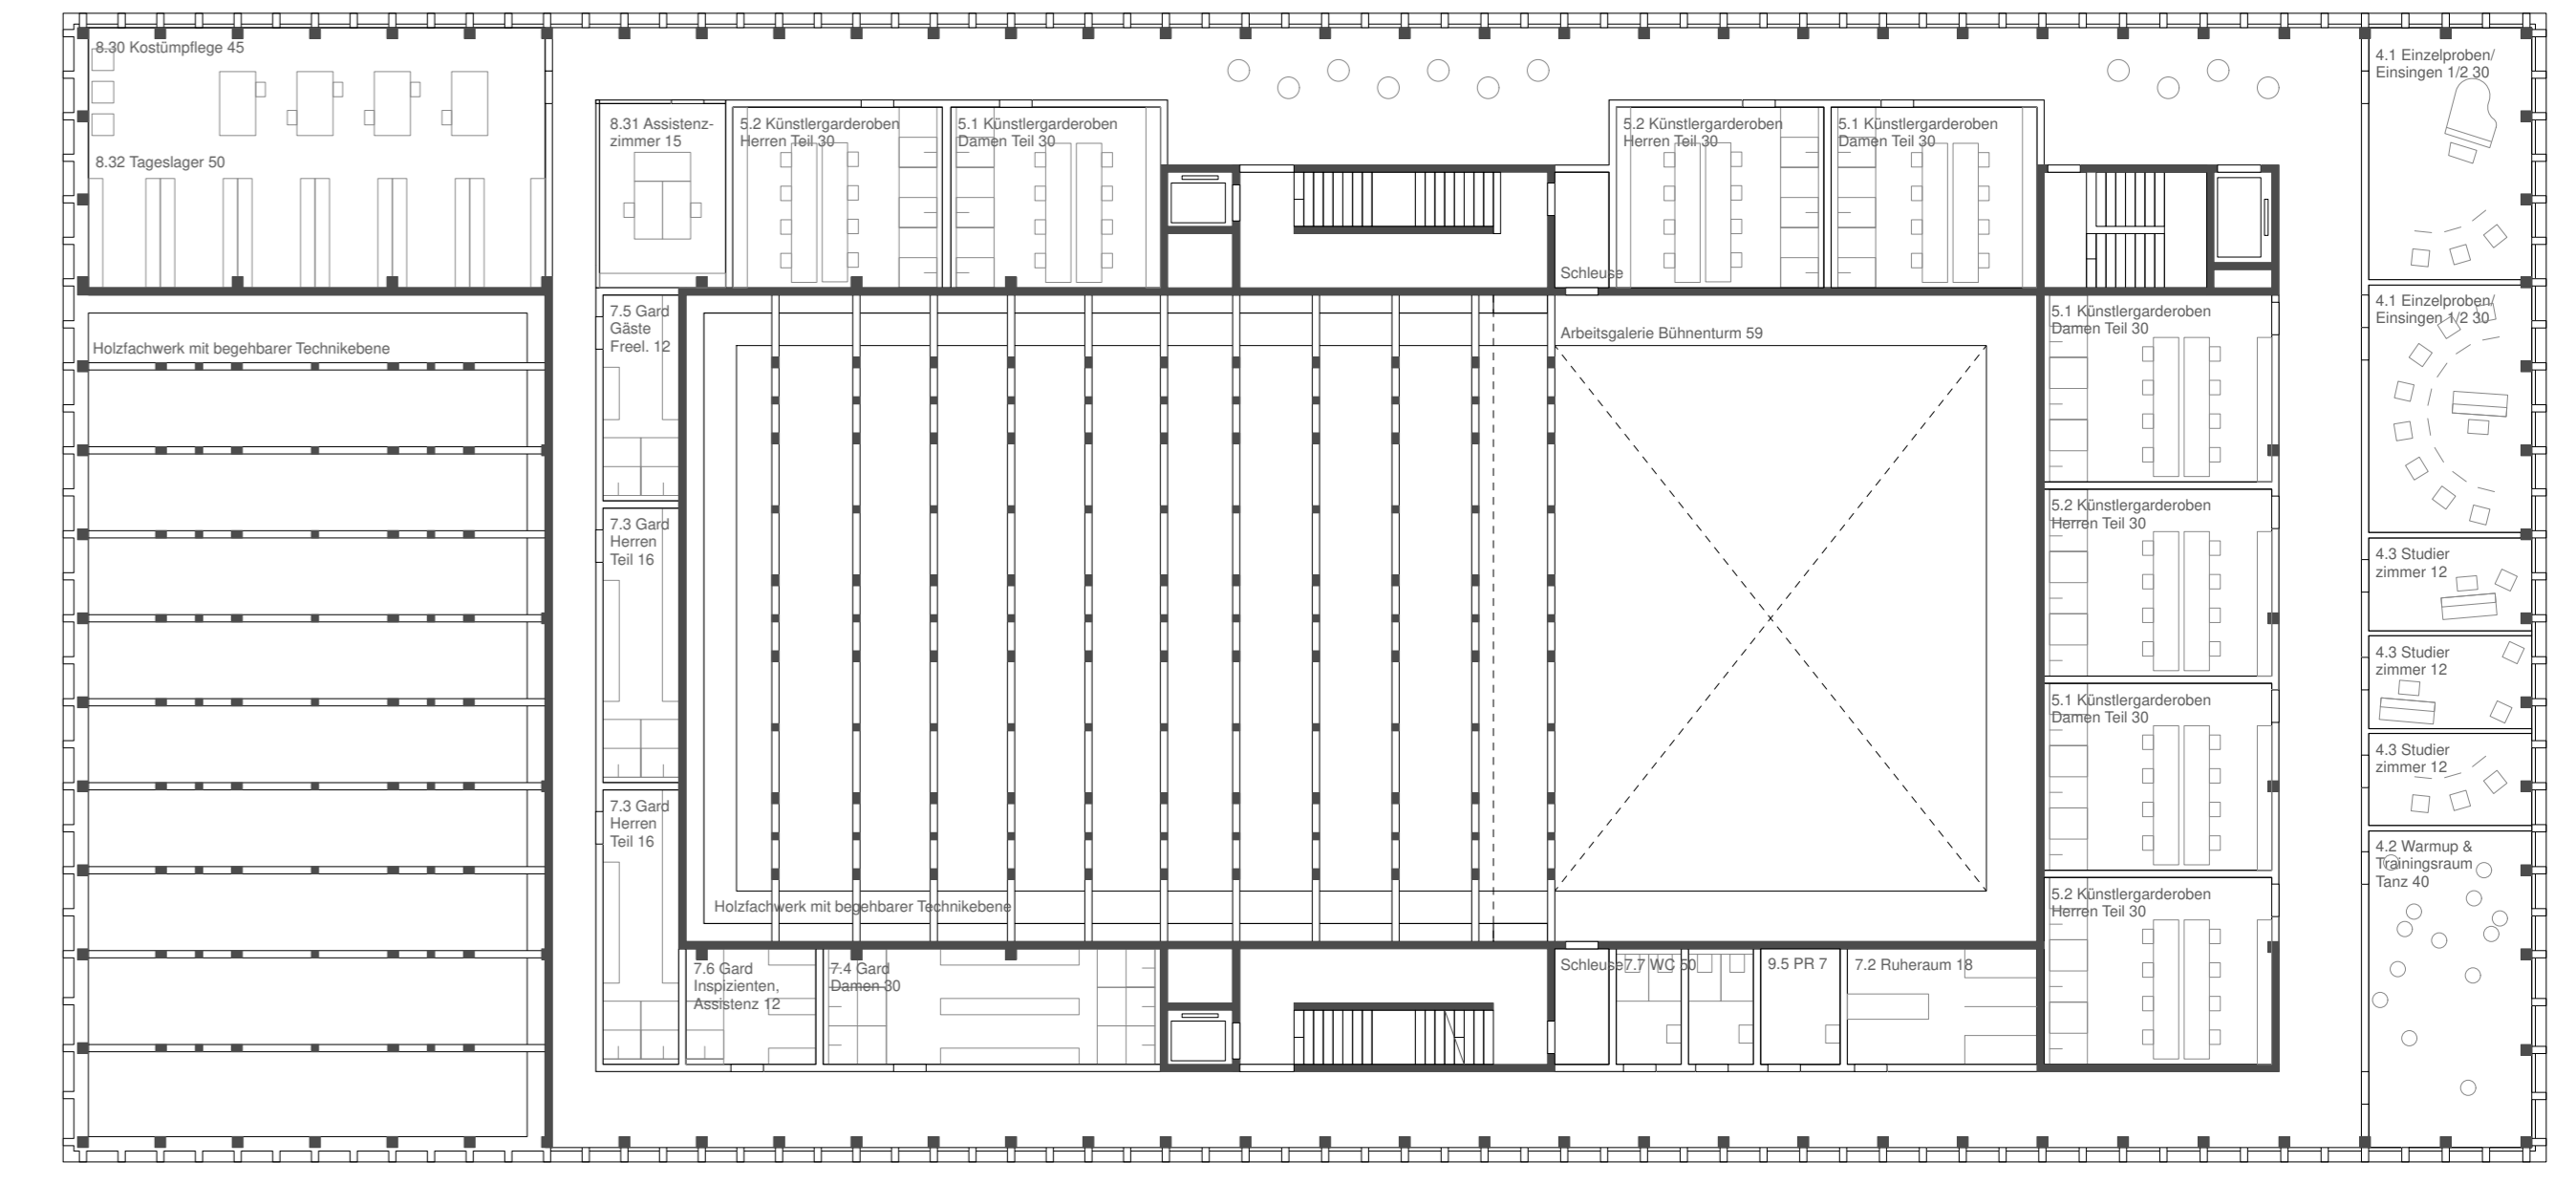 8.30 Kostümpflege 45
8.32 Tageslager 50
8.31 Assistenz-
zimmer 15
5.2 Künstlergarderoben
Herren Teil 30
5.1 Künstlergarderoben
Damen Teil 30
Schleuse
5.2 Künstlergarderoben
Herren Teil 30
5.1 Künstlergarderoben
Damen Teil 30
4.1 Einzelproben/
Einsingen 1/2 30
Holzfachwerk mit begehbarer Technikebene
7.5 Gard
Gäste
Freel. 12
Arbeitsgalerie Bühnenturm 59
5.1 Künstlergarderoben
Damen Teil 30
4.1 Einzelproben/
Einsingen 1/2 30
7.3 Gard
Herren
Teil 16
5.2 Künstlergarderoben
Herren Teil 30
4.3 Studier
zimmer 12
4.3 Studier
zimmer 12
5.1 Künstlergarderoben
Damen Teil 30
4.3 Studier
zimmer 12
7.3 Gard
Herren
Teil 16
4.2 Warmup &
Trainingsraum
Tanz 40
Holzfachwerk mit begehbarer Technikebene
5.2 Künstlergarderoben
Herren Teil 30
7.6 Gard
Inspizienten,
Assistenz 12
7.4 Gard
Damen 30
Schleuse
7.7 WC 50
9.5 PR 7
7.2 Ruheraum 18